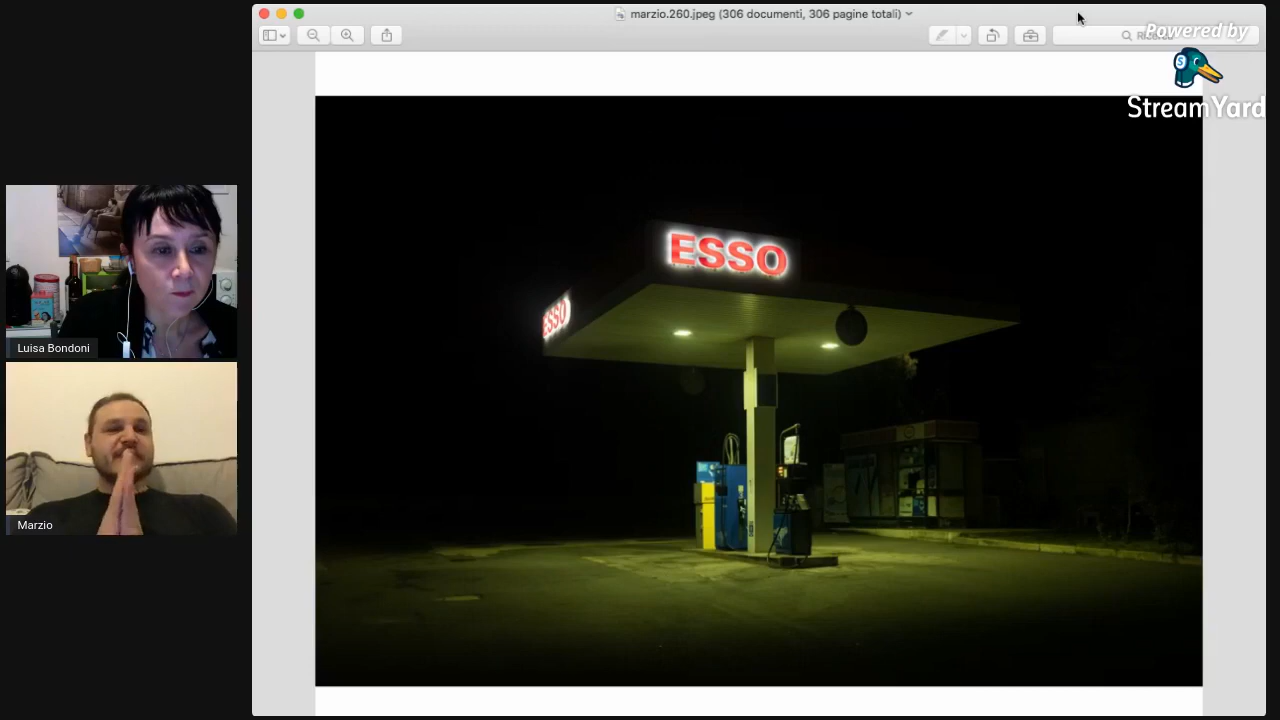 marzio.260.jpeg (306 documenti, 306 pagine totali)
Powered by
StreamYard
S
ESSO
ESSO
Luisa Bondoni
Marzio